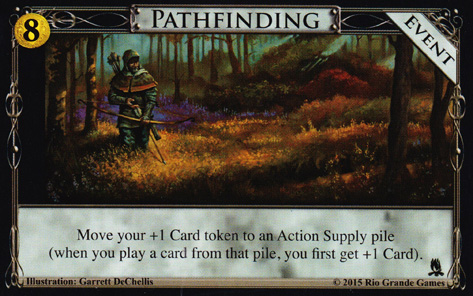 8
PATHFINDING
EVENT
Move your +1 Card token to an Action Supply pile
(when you play a card from that pile, you first get +1 Card).
Illustration: Garrett DeChellis
© 2015 Rio Grande Games